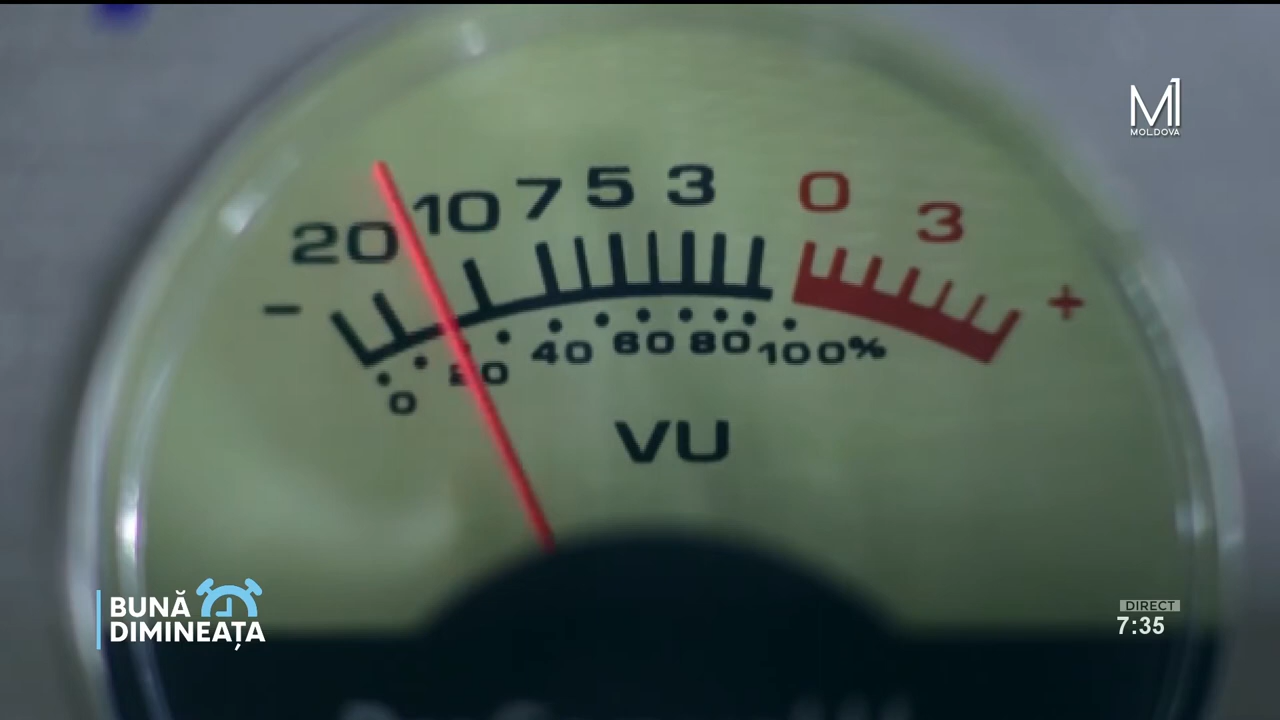 M1
MOLDOVA
20 10 7 5 3 0 3
- +
0 20 40 60 80 100%
VU
BUNĂ
DIMINEAȚA
DIRECT
7:35